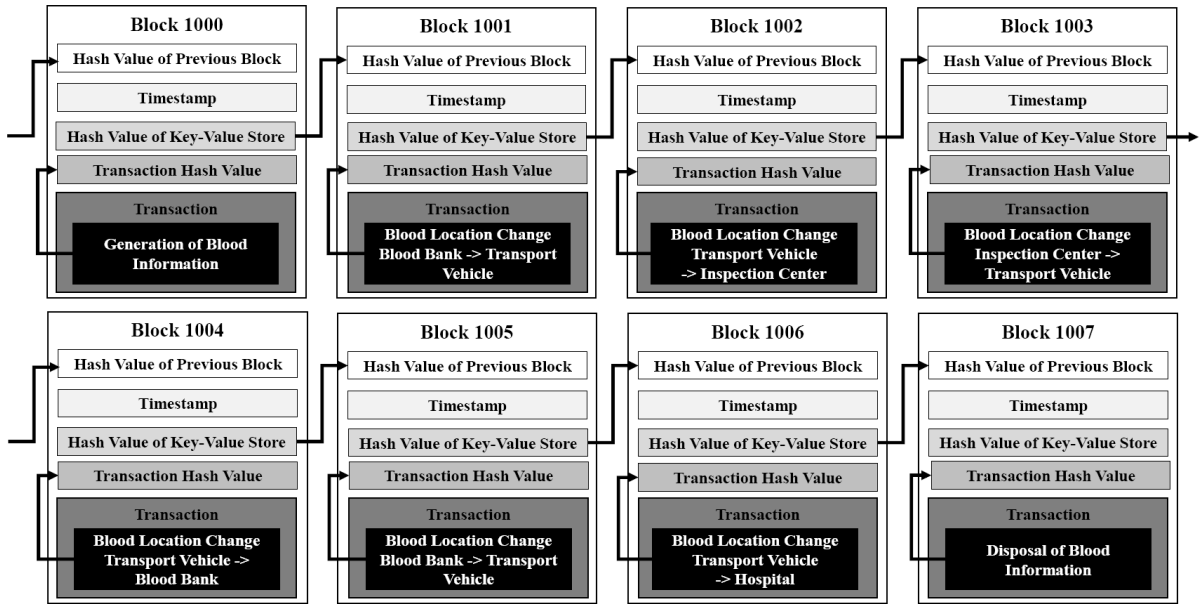 Block 1000
Hash Value of Previous Block
Timestamp
Hash Value of Key-Value Store
Transaction Hash Value
Transaction
Generation of Blood
Information
Block 1001
Hash Value of Previous Block
Timestamp
Hash Value of Key-Value Store
Transaction Hash Value
Transaction
Blood Location Change
Blood Bank -> Transport
Vehicle
Block 1002
Hash Value of Previous Block
Timestamp
Hash Value of Key-Value Store
Transaction Hash Value
Transaction
Blood Location Change
Transport Vehicle
-> Inspection Center
Block 1003
Hash Value of Previous Block
Timestamp
Hash Value of Key-Value Store
Transaction Hash Value
Transaction
Blood Location Change
Inspection Center ->
Transport Vehicle
Block 1004
Hash Value of Previous Block
Timestamp
Hash Value of Key-Value Store
Transaction Hash Value
Transaction
Blood Location Change
Transport Vehicle ->
Blood Bank
Block 1005
Hash Value of Previous Block
Timestamp
Hash Value of Key-Value Store
Transaction Hash Value
Transaction
Blood Location Change
Blood Bank -> Transport
Vehicle
Block 1006
Hash Value of Previous Block
Timestamp
Hash Value of Key-Value Store
Transaction Hash Value
Transaction
Blood Location Change
Transport Vehicle
-> Hospital
Block 1007
Hash Value of Previous Block
Timestamp
Hash Value of Key-Value Store
Transaction Hash Value
Transaction
Disposal of Blood
Information